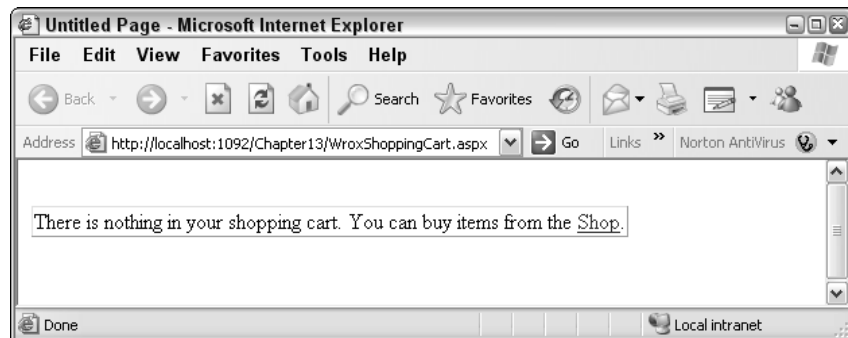 Untitled Page - Microsoft Internet Explorer
File Edit View Favorites Tools Help
Back Search Favorites
Address http://localhost:1092/Chapter13/WroxShoppingCart.aspx Go Links » Norton AntiVirus
There is nothing in your shopping cart. You can buy items from the Shop.
Done Local intranet